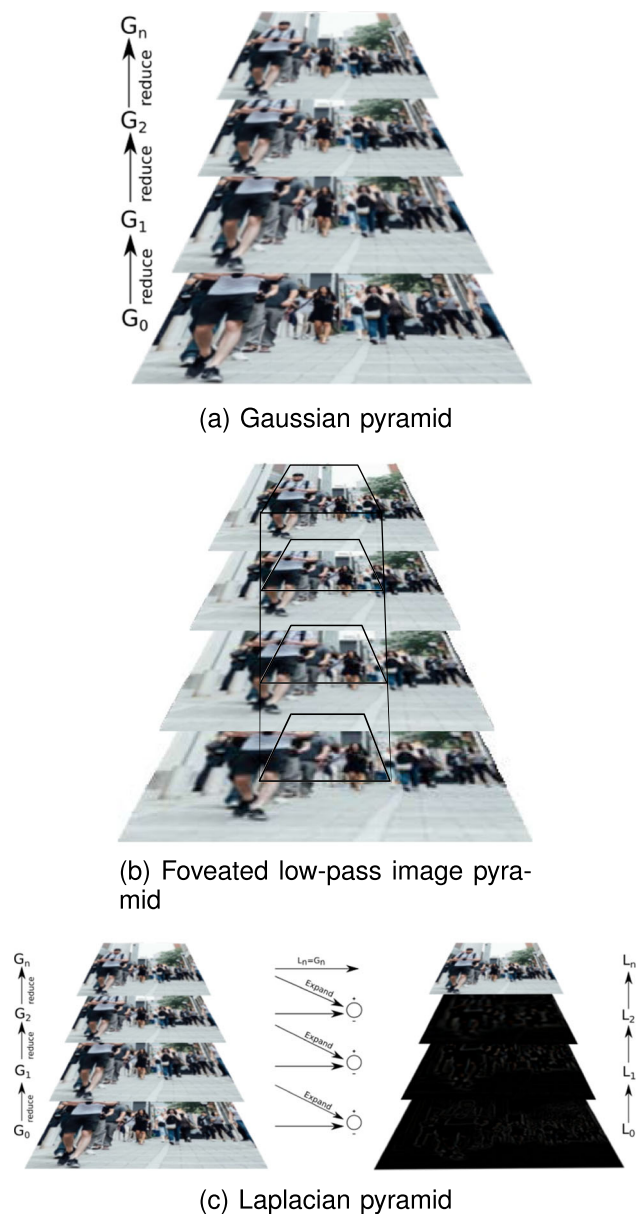 Gn
reduce
G2
reduce
G1
reduce
G0
(a) Gaussian pyramid
(b) Foveated low-pass image pyra-
mid
Gn
reduce
G2
reduce
G1
reduce
G0
Ln=Gn
Expand
+
-
Expand
+
-
Expand
+
-
Ln
L2
L1
L0
(c) Laplacian pyramid